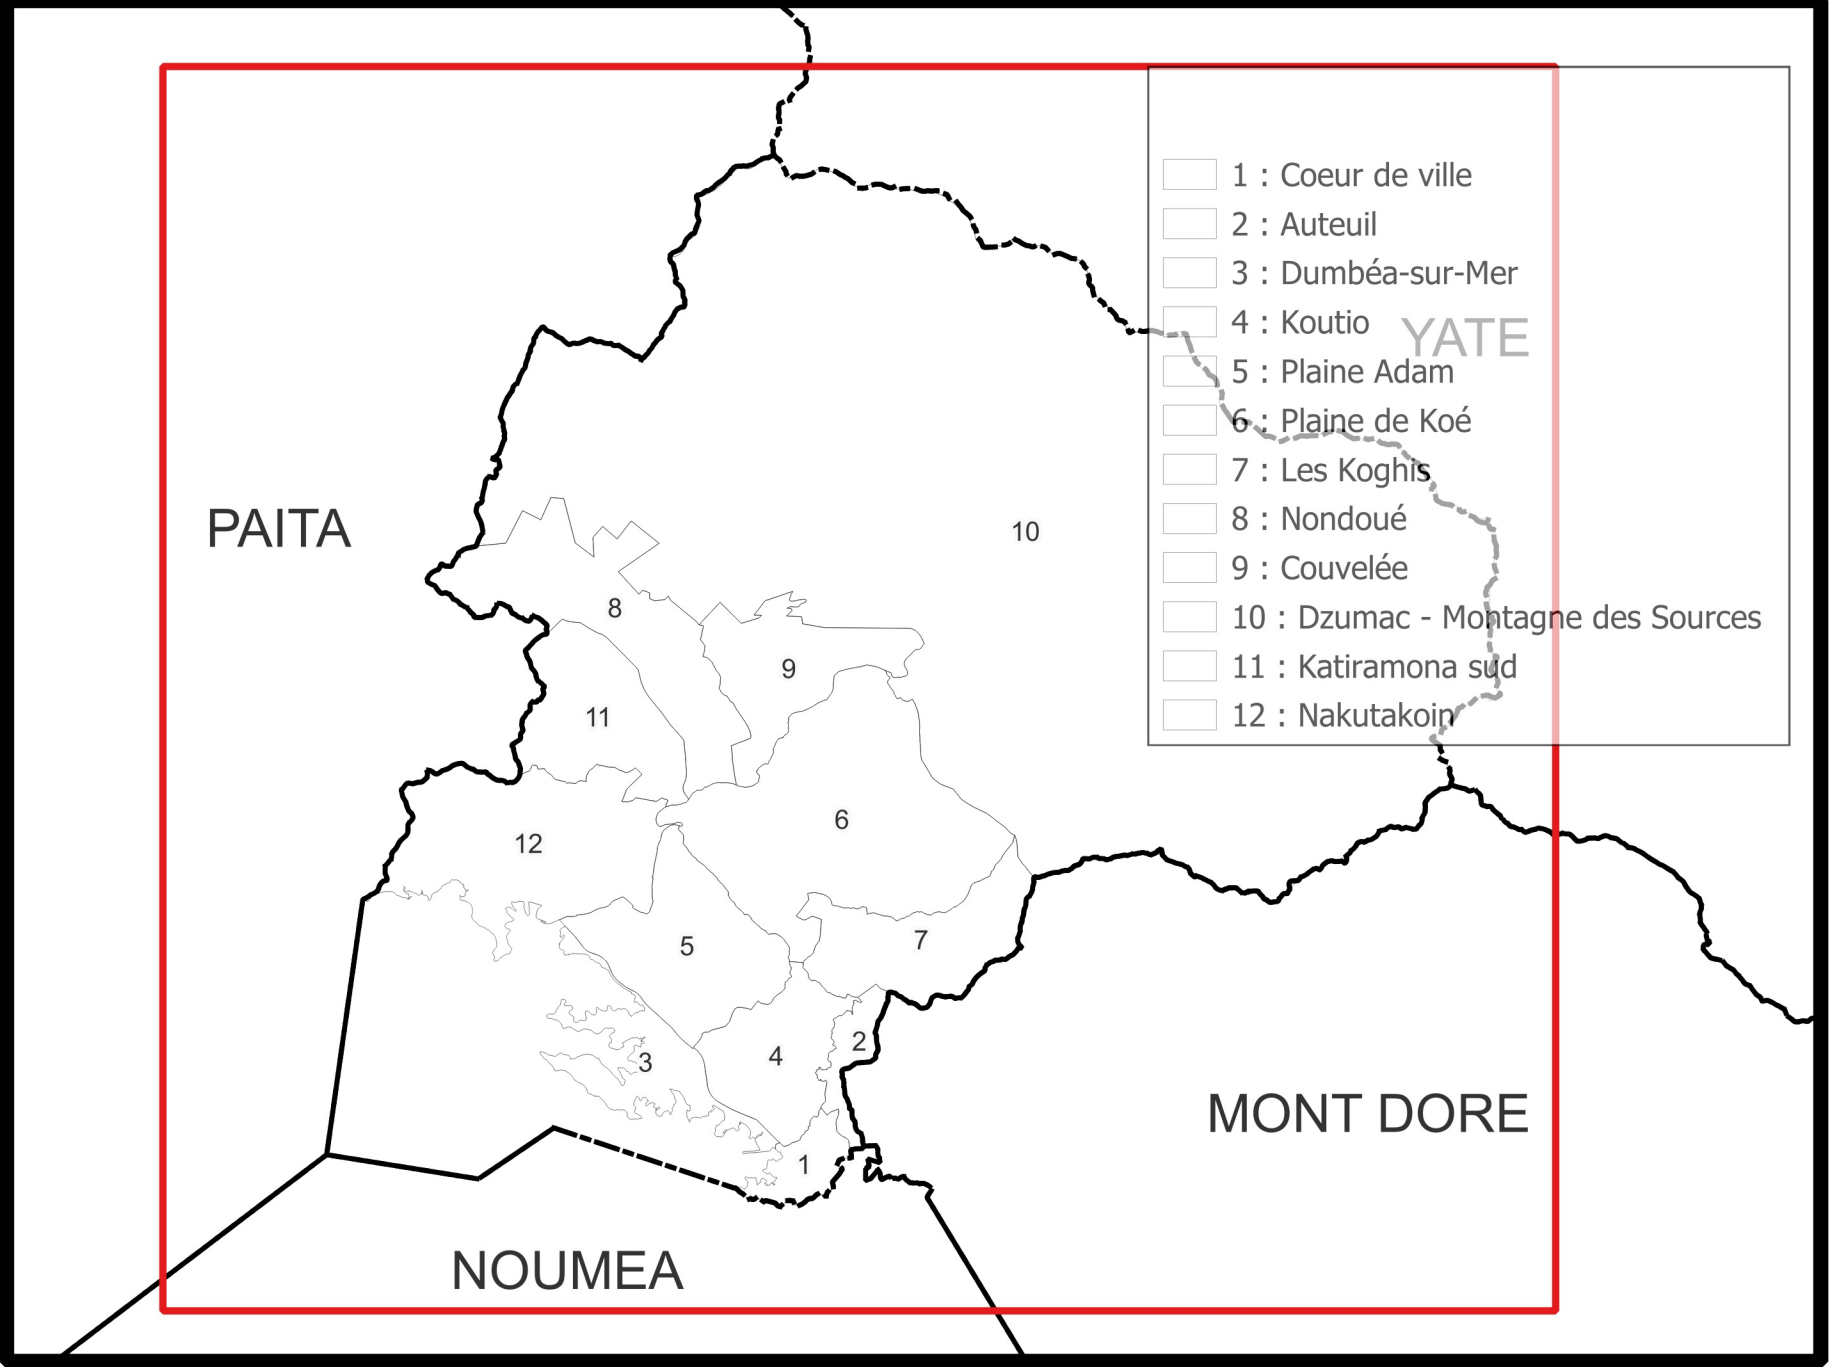 1 : Coeur de ville
2 : Auteuil
3 : Dumbéa-sur-Mer
4 : Koutio
YATE
5 : Plaine Adam
6 : Plaine de Koé
7 : Les Koghis
8 : Nondoué
9 : Couvelée
10 : Dzumac - Montagne des Sources
11 : Katiramona sud
12 : Nakutakoin
PAITA
10
8
9
11
6
12
7
5
2
4
3
MONT DORE
1
NOUMEA